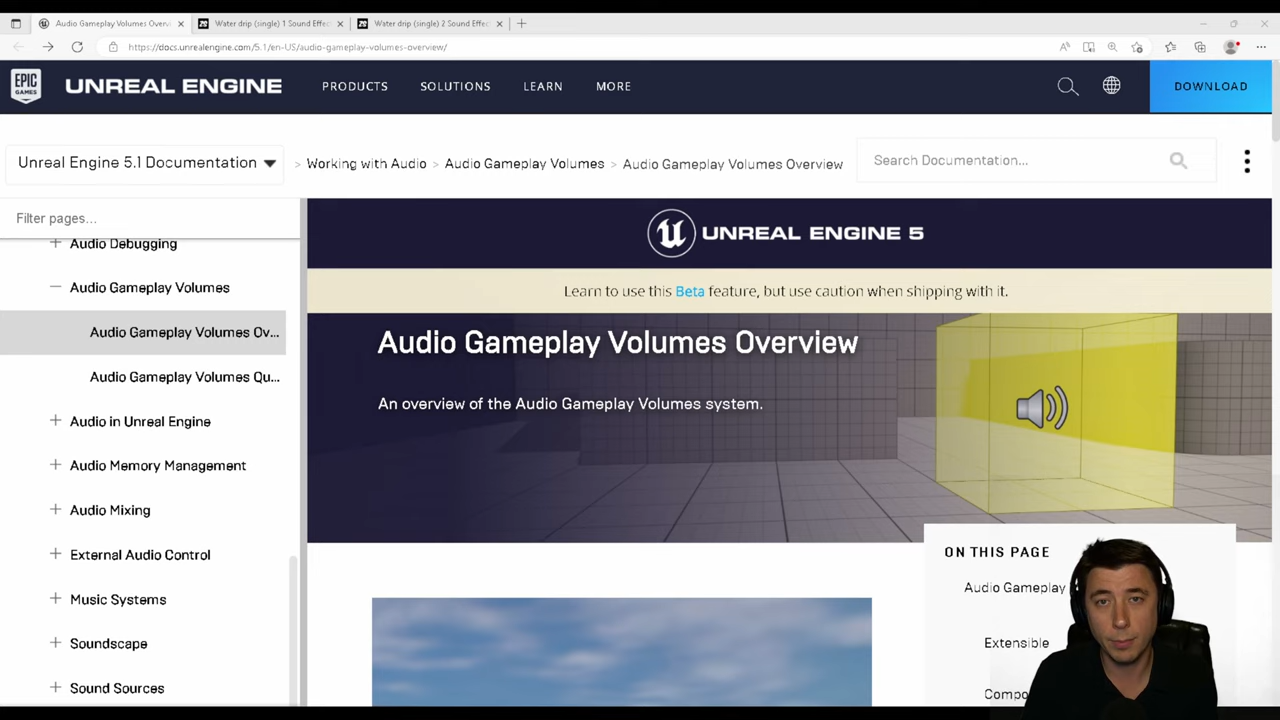 Audio Gameplay Volumes Overvi
Water drip (single) 1 Sound Effec
Water drip (single) 2 Sound Effec
https://docs.unrealengine.com/5.1/en-US/audio-gameplay-volumes-overview/
EPIC GAMES
UNREAL ENGINE
PRODUCTS
SOLUTIONS
LEARN
MORE
DOWNLOAD
Unreal Engine 5.1 Documentation
> Working with Audio > Audio Gameplay Volumes > Audio Gameplay Volumes Overview
Search Documentation...
Filter pages...
Audio Debugging
Audio Gameplay Volumes
Audio Gameplay Volumes Ov...
Audio Gameplay Volumes Qu...
Audio in Unreal Engine
Audio Memory Management
Audio Mixing
External Audio Control
Music Systems
Soundscape
Sound Sources
UNREAL ENGINE 5
Learn to use this Beta feature, but use caution when shipping with it.
Audio Gameplay Volumes Overview
An overview of the Audio Gameplay Volumes system.
ON THIS PAGE
Audio Gameplay
Extensible
Compo